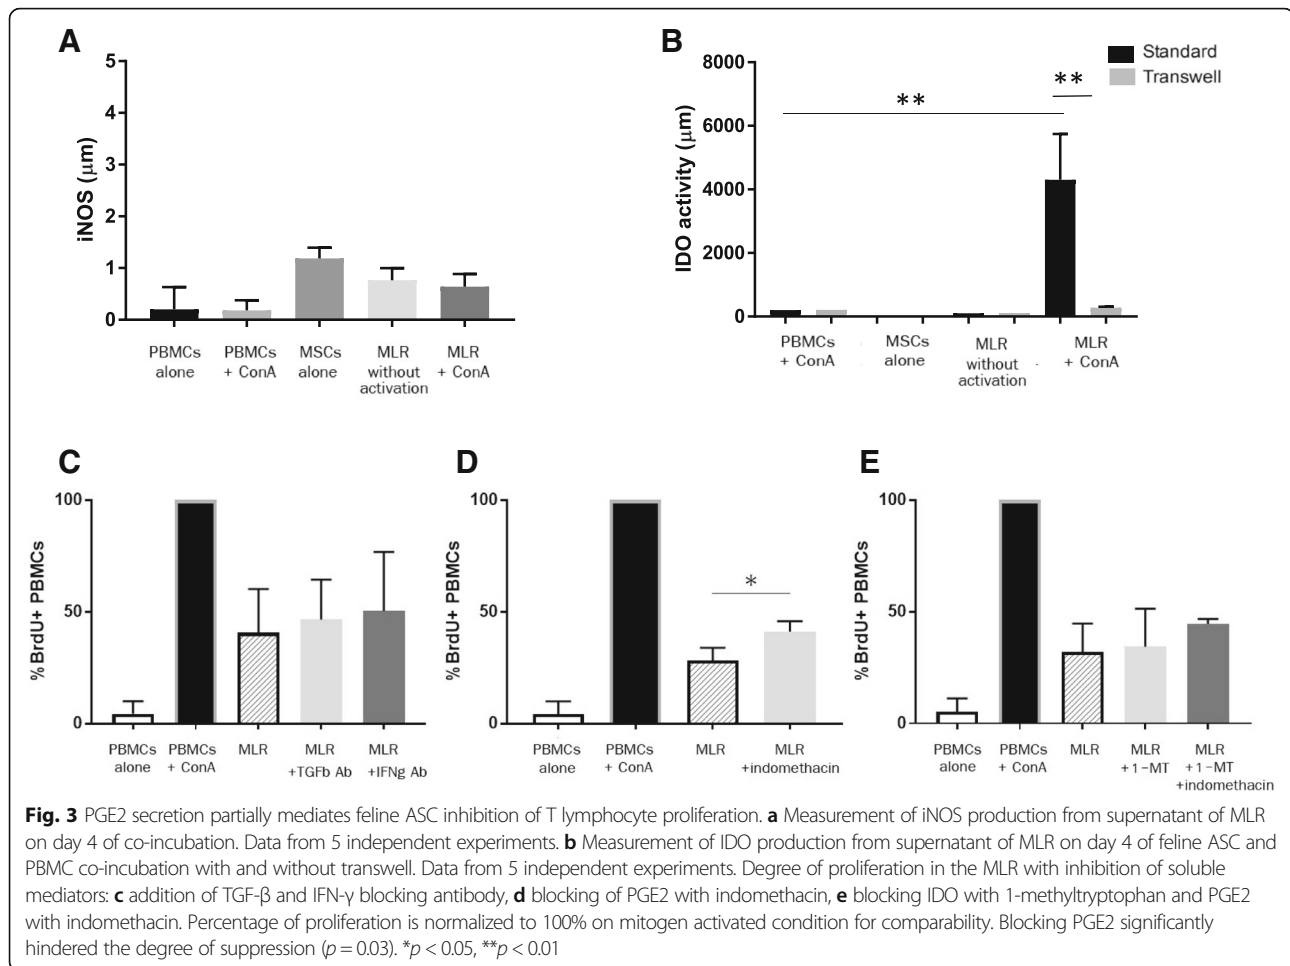 A
5
4
3
2
1
0
iNOS (μm)
PBMCs
alone
PBMCs
+ ConA
MSCs
alone
MLR
without
activation
MLR
+ ConA
B
Standard
Transwell
8000
6000
4000
2000
0
IDO activity (μm)
**
**
PBMCs
+ ConA
MSCs
alone
MLR
without
activation
MLR
+ ConA
C
100
50
0
%BrdU+ PBMCs
PBMCs
alone
PBMCs
+ ConA
MLR
MLR
+TGFb Ab
MLR
+IFNg Ab
D
100
50
0
%BrdU+ PBMCs
*
PBMCs
alone
PBMCs
+ ConA
MLR
MLR
+indomethacin
E
100
50
0
%BrdU+ PBMCs
PBMCs
alone
PBMCs
+ ConA
MLR
MLR
+1-MT
MLR
+1-MT
+indomethacin
Fig. 3 PGE2 secretion partially mediates feline ASC inhibition of T lymphocyte proliferation. a Measurement of iNOS production from supernatant of MLR
on day 4 of co-incubation. Data from 5 independent experiments. b Measurement of IDO production from supernatant of MLR on day 4 of feline ASC and
PBMC co-incubation with and without transwell. Data from 5 independent experiments. Degree of proliferation in the MLR with inhibition of soluble
mediators: c addition of TGF-β and IFN-γ blocking antibody, d blocking of PGE2 with indomethacin, e blocking IDO with 1-methyltryptophan and PGE2
with indomethacin. Percentage of proliferation is normalized to 100% on mitogen activated condition for comparability. Blocking PGE2 significantly
hindered the degree of suppression (p = 0.03). *p < 0.05, **p < 0.01